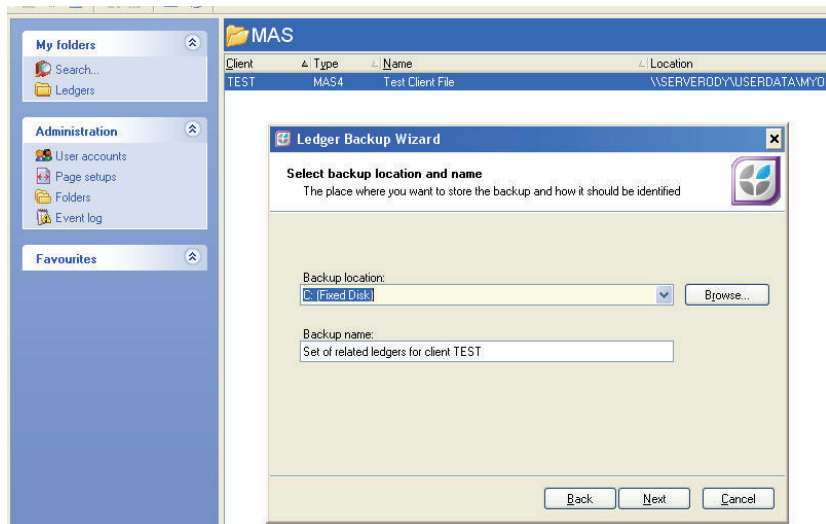 MAS
My folders
Search...
Ledgers
Administration
User accounts
Page setups
Folders
Event log
Favourites
Client Type Name Location
TEST MAS4 Test Client File \\SERVERODY\USERDATA\MYO
Ledger Backup Wizard
Select backup location and name
The place where you want to store the backup and how it should be identified
Backup location:
C: (Fixed Disk)
Browse...
Backup name:
Set of related ledgers for client TEST
Back Next Cancel